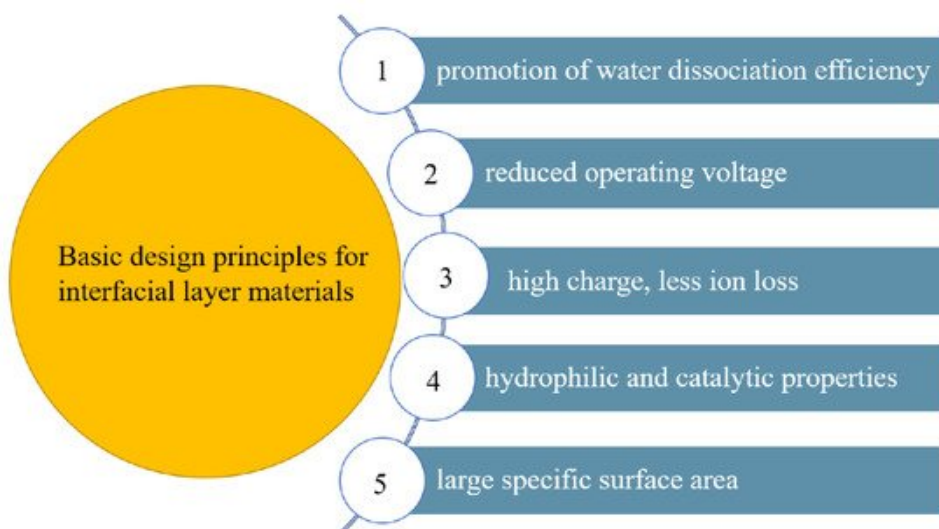 Basic design principles for
interfacial layer materials
1
promotion of water dissociation efficiency
2
reduced operating voltage
3
high charge, less ion loss
4
hydrophilic and catalytic properties
5
large specific surface area